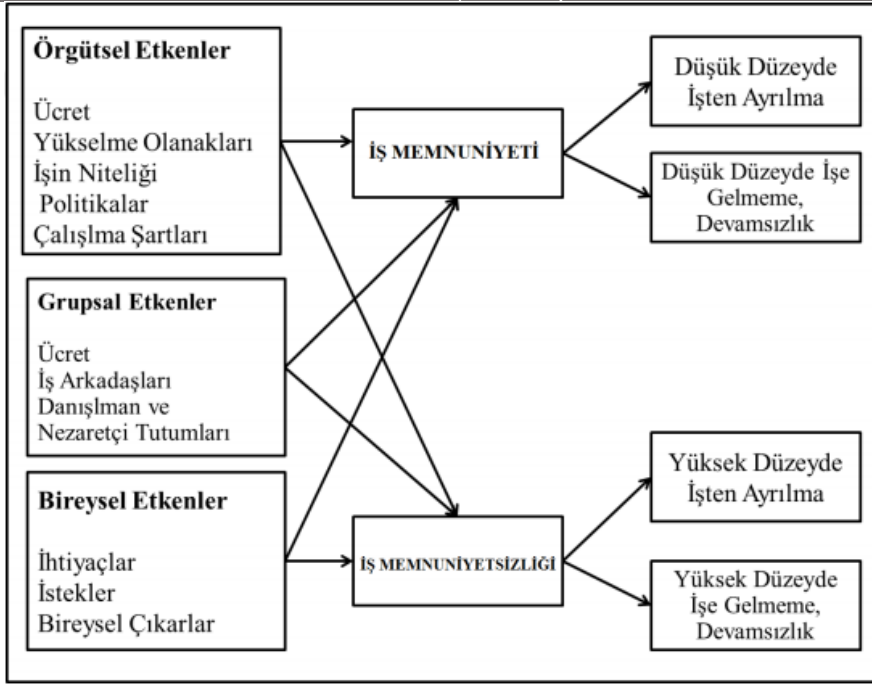 Örgütsel Etkenler
Ücret
Yükselme Olanakları
İşin Niteliği
Politikalar
Çalışlma Şartları
Grupsal Etkenler
Ücret
İş Arkadaşları
Danışlman ve
Nezaretçi Tutumları
Bireysel Etkenler
İhtiyaçlar
İstekler
Bireysel Çıkarlar
İŞ MEMNUNİYETİ
İŞ MEMNUNİYETSİZLİĞİ
Düşük Düzeyde
İşten Ayrılma
Düşük Düzeyde İşe
Gelmeme,
Devamsızlık
Yüksek Düzeyde
İşten Ayrılma
Yüksek Düzeyde
İşe Gelmeme,
Devamsızlık